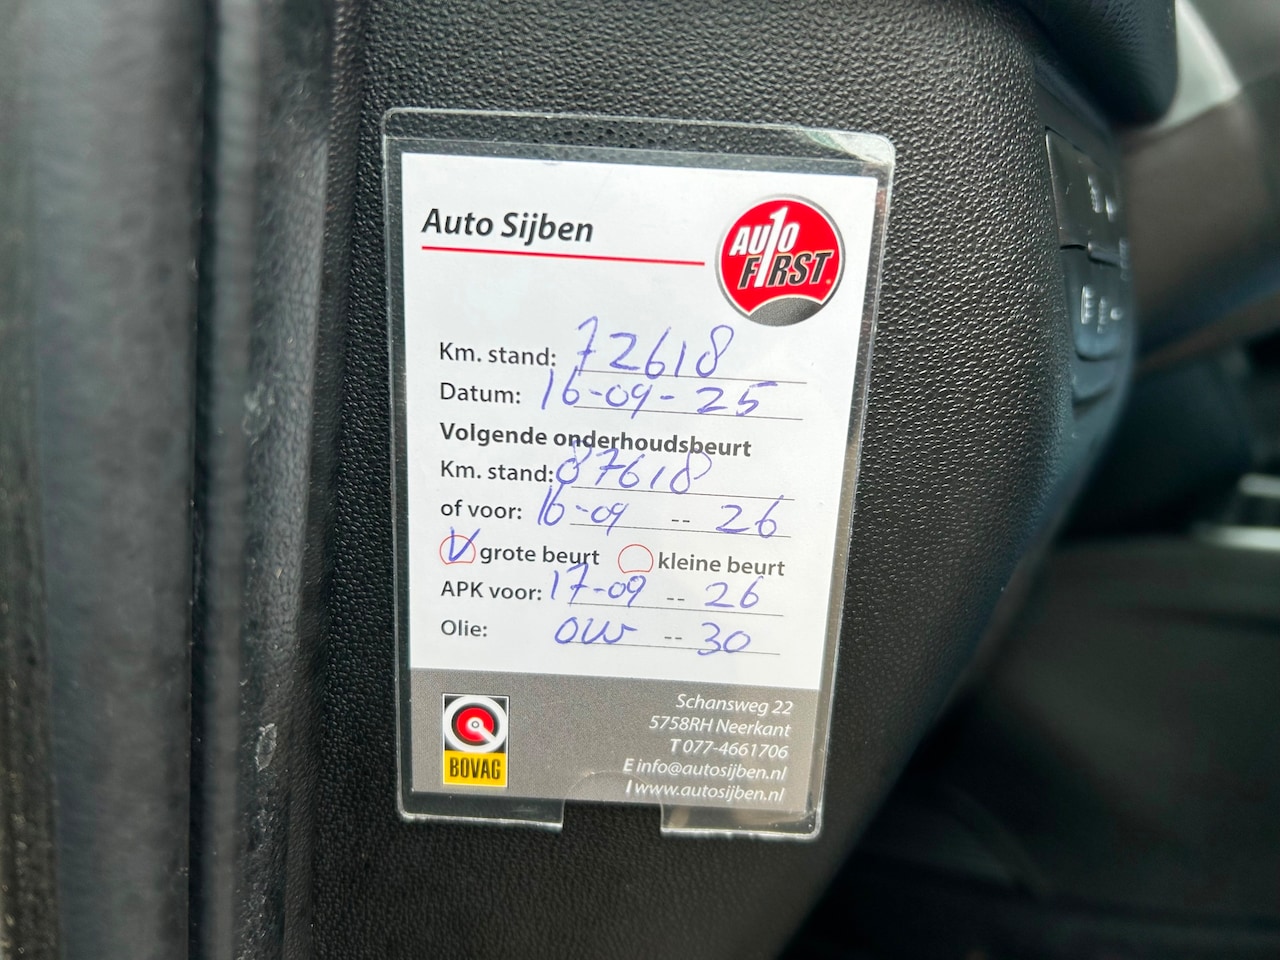 Auto Sijben
AUTO
F1RST
Km. stand: 72618
Datum: 16-09-25
Volgende onderhoudsbeurt
Km. stand: 87618
of voor: 16-09 -- 26
V grote beurt kleine beurt
APK voor: 17-09 -- 26
Olie: 0W -- 30
BOVAG
Schansweg 22
5758RH Neerkant
T 077-4661706
E info@autosijben.nl
I www.autosijben.nl